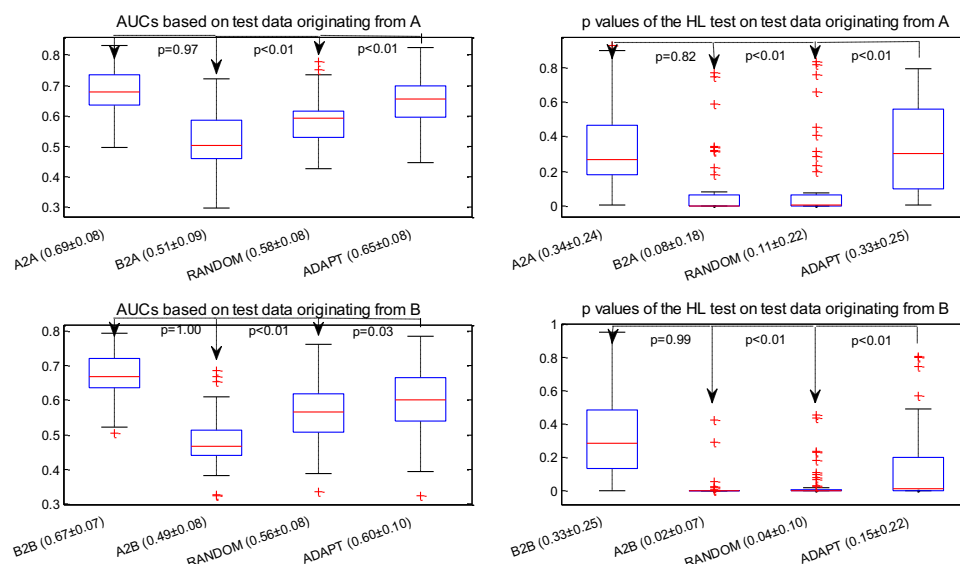 AUCs based on test data originating from A
p=0.97
p<0.01
p<0.01
0.8
0.7
0.6
0.5
0.4
0.3
A2A (0.69±0.08)
B2A (0.51±0.09)
RANDOM (0.58±0.08)
ADAPT (0.65±0.08)
p values of the HL test on test data originating from A
p=0.82
p<0.01
p<0.01
0.8
0.6
0.4
0.2
0
A2A (0.34±0.24)
B2A (0.08±0.18)
RANDOM (0.11±0.22)
ADAPT (0.33±0.25)
AUCs based on test data originating from B
p=1.00
p<0.01
p=0.03
0.8
0.7
0.6
0.5
0.4
0.3
B2B (0.67±0.07)
A2B (0.49±0.08)
RANDOM (0.56±0.08)
ADAPT (0.60±0.10)
p values of the HL test on test data originating from B
p=0.99
p<0.01
p<0.01
1
0.8
0.6
0.4
0.2
0
B2B (0.33±0.25)
A2B (0.02±0.07)
RANDOM (0.04±0.10)
ADAPT (0.15±0.22)